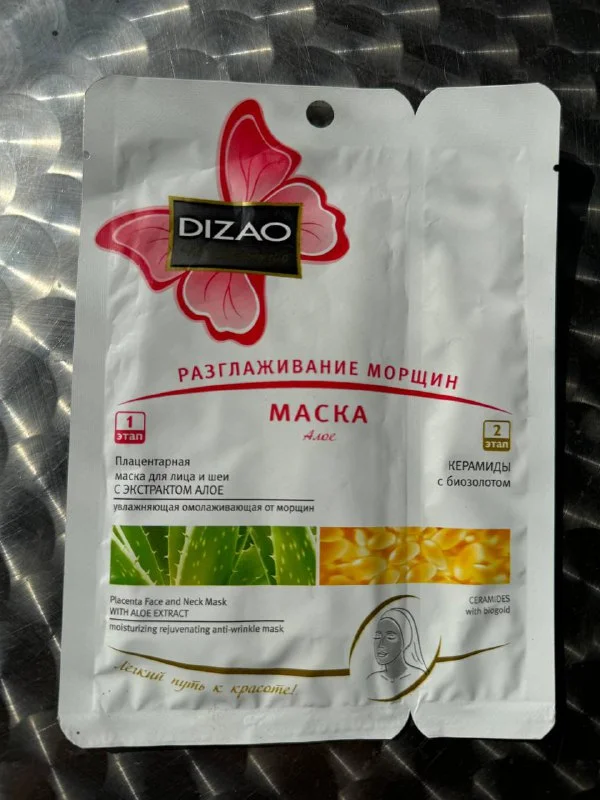 DIZAO
РАЗГЛАЖИВАНИЕ МОРЩИН
МАСКА
Алое
1
этап
Плацентарная
маска для лица и шеи
С ЭКСТРАКТОМ АЛОЕ
увлажняющая омолаживающая от морщин
2
этап
КЕРАМИДЫ
с биозолотом
Placenta Face and Neck Mask
WITH ALOE EXTRACT
moisturizing rejuvenating anti-wrinkle mask
CERAMIDES
with biogold
Лёгкий путь к красоте!